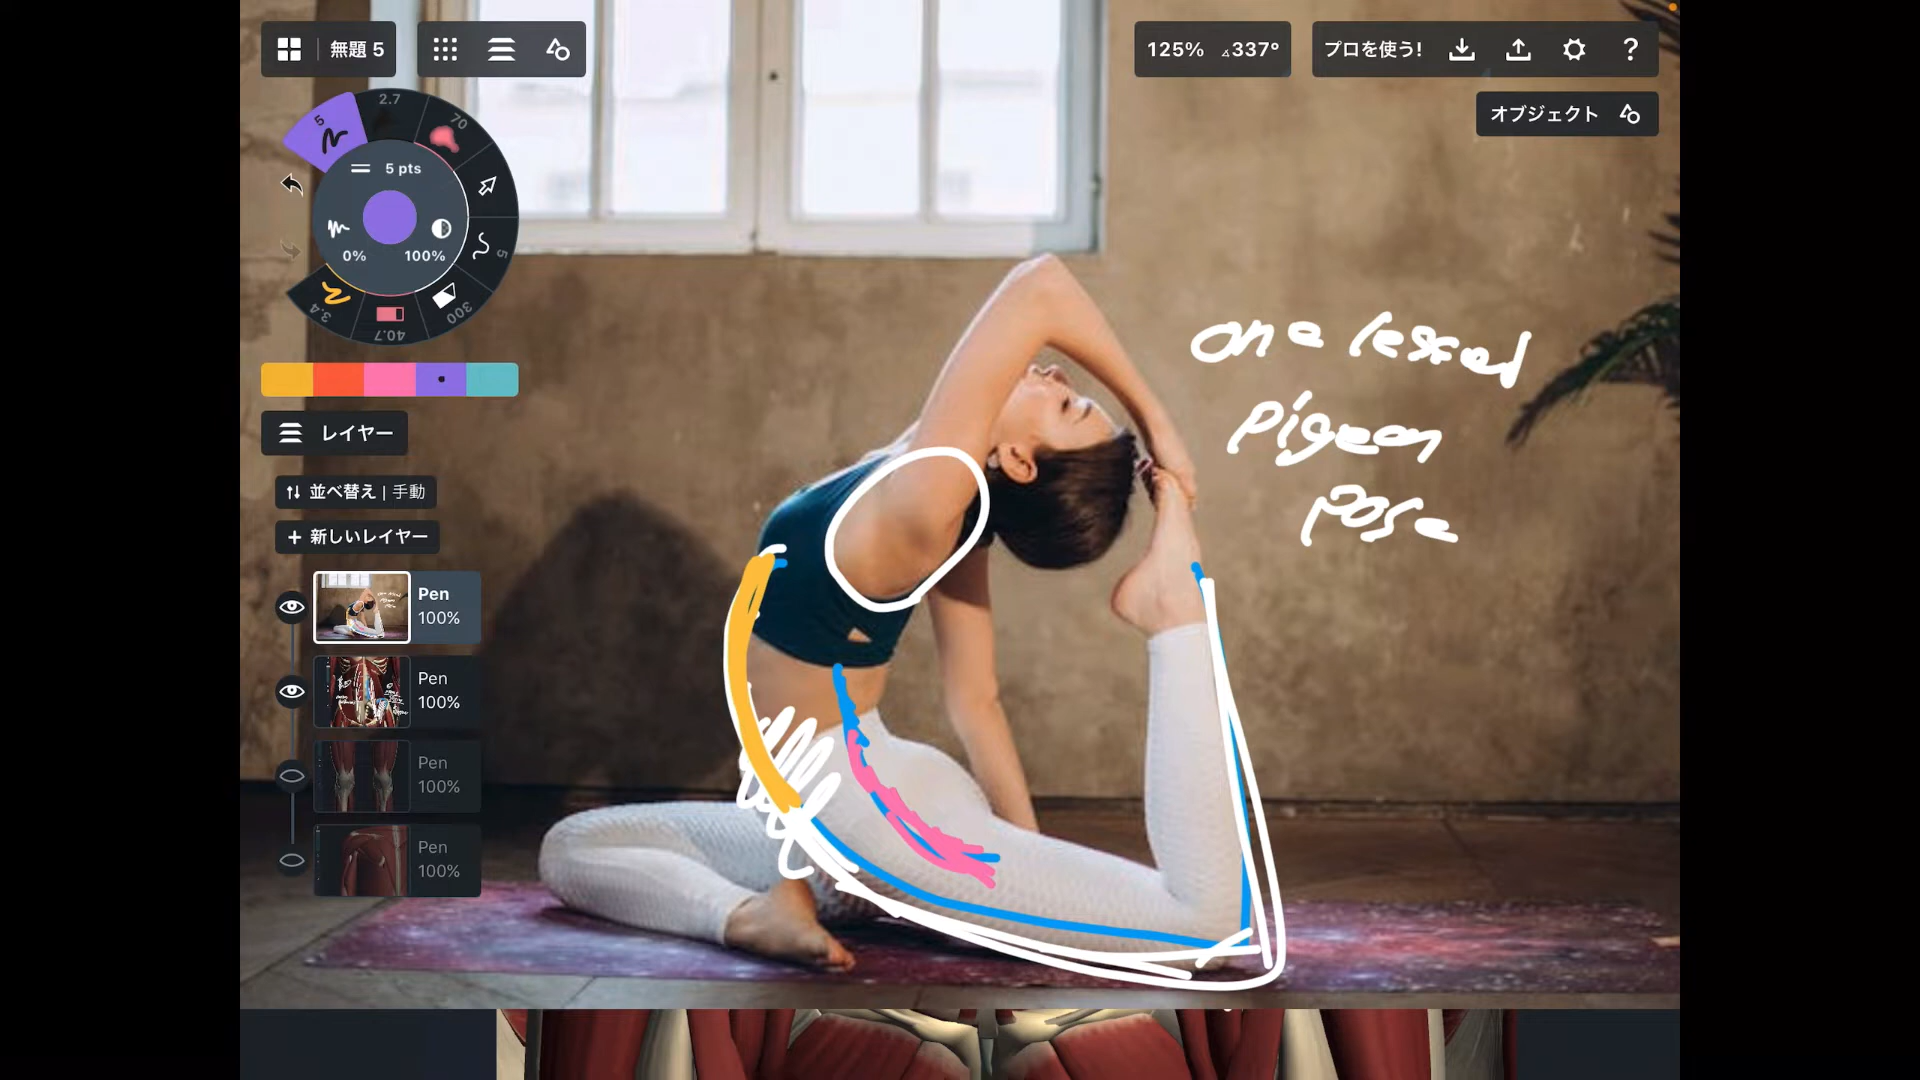 無題 5
125% ⊿337°
プロを使う!
?
オブジェクト
2.7
5
70
5 pts
0%
100%
5
3.4
40.7
300
レイヤー
並べ替え | 手動
+ 新しいレイヤー
Pen
100%
Pen
100%
Pen
100%
Pen
100%
one legged
pigeon
pose